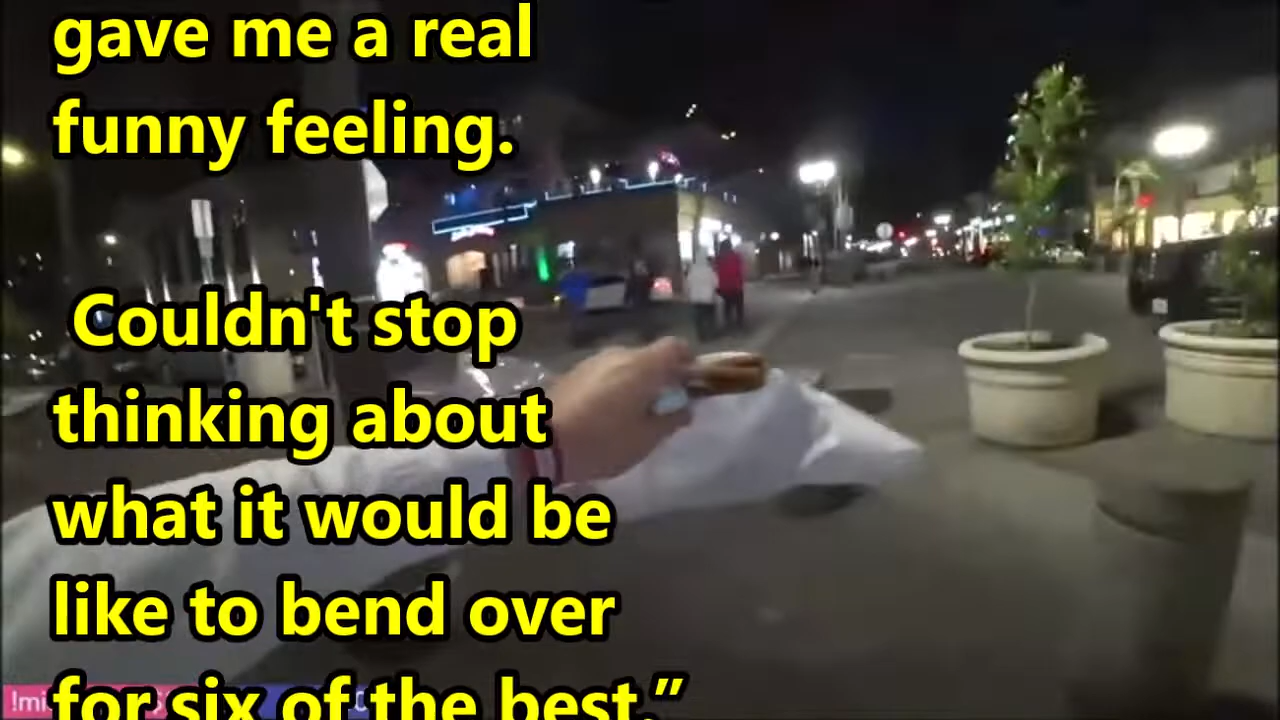 gave me a real
funny feeling.
Couldn't stop
thinking about
what it would be
like to bend over
for six of the best.”
!mi